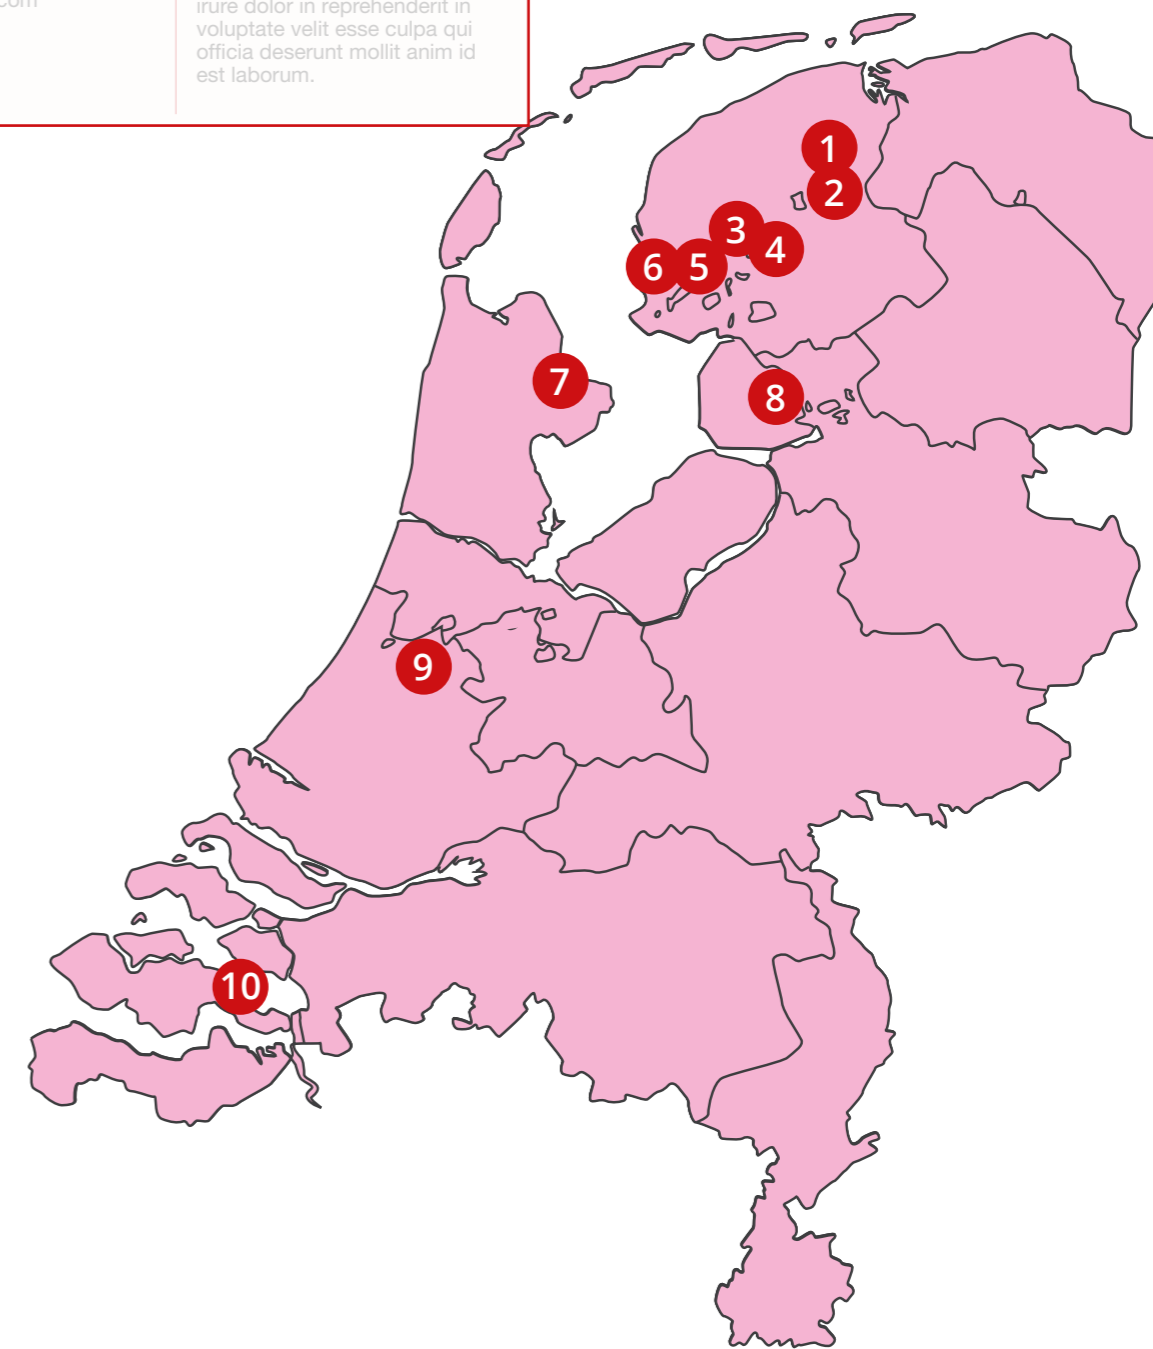 com
irure dolor in reprehenderit in
voluptate velit esse culpa qui
officia deserunt mollit anim id
est laborum.
1
2
3
4
6
5
7
8
9
10